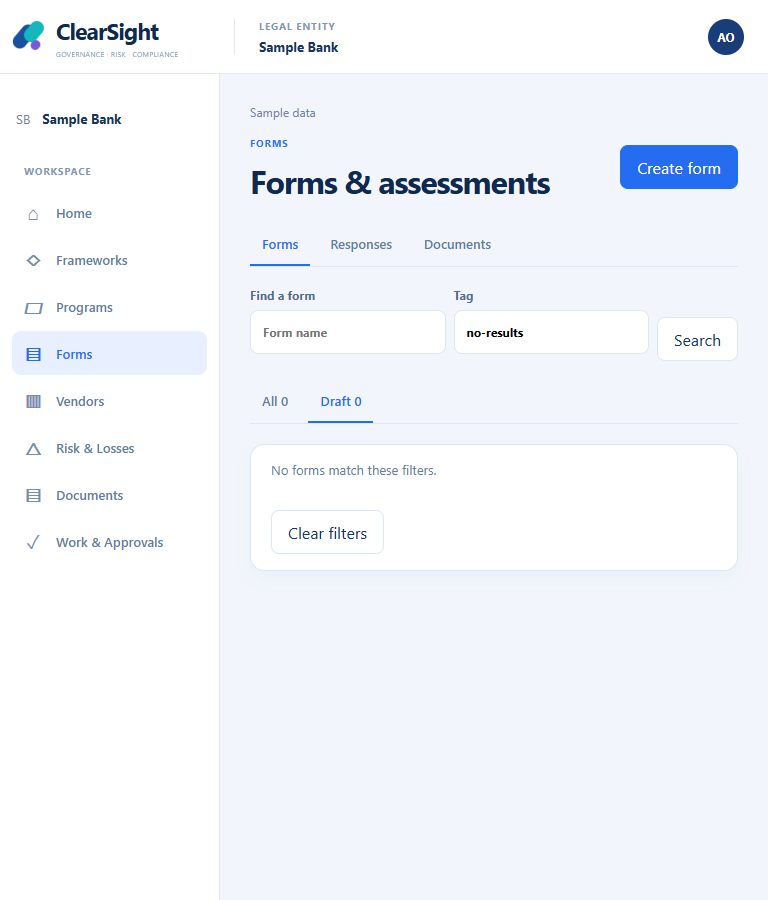 ClearSight
GOVERNANCE · RISK · COMPLIANCE
LEGAL ENTITY
Sample Bank
AO
SB Sample Bank
WORKSPACE
Home
Frameworks
Programs
Forms
Vendors
Risk & Losses
Documents
Work & Approvals
Sample data
FORMS
Forms & assessments
Create form
Forms Responses Documents
Find a form Tag
Form name no-results Search
All 0 Draft 0
No forms match these filters.
Clear filters